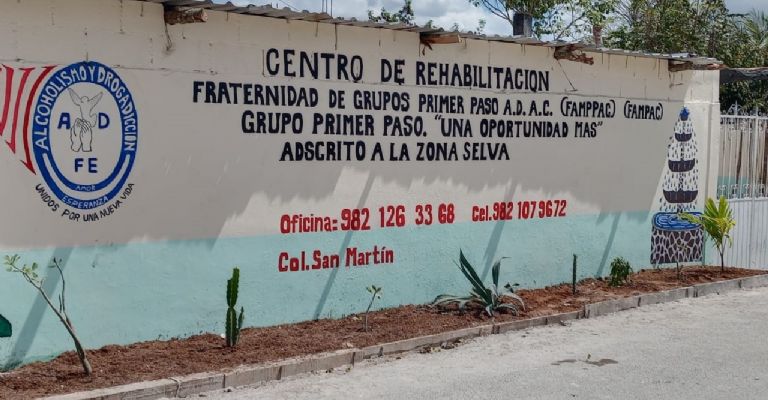 ALCOHOLISMO Y DROGADICCION
A D
FE
AMOR
ESPERANZA
UNIDOS POR UNA NUEVA VIDA
CENTRO DE REHABILITACION
FRATERNIDAD DE GRUPOS PRIMER PASO A.D. A.C. (FAMPPAC) (FAMPAC)
GRUPO PRIMER PASO. "UNA OPORTUNIDAD MAS"
ADSCRITO A LA ZONA SELVA
Oficina: 982 126 33 68 Cel. 982 107 96 72
Col. San Martín